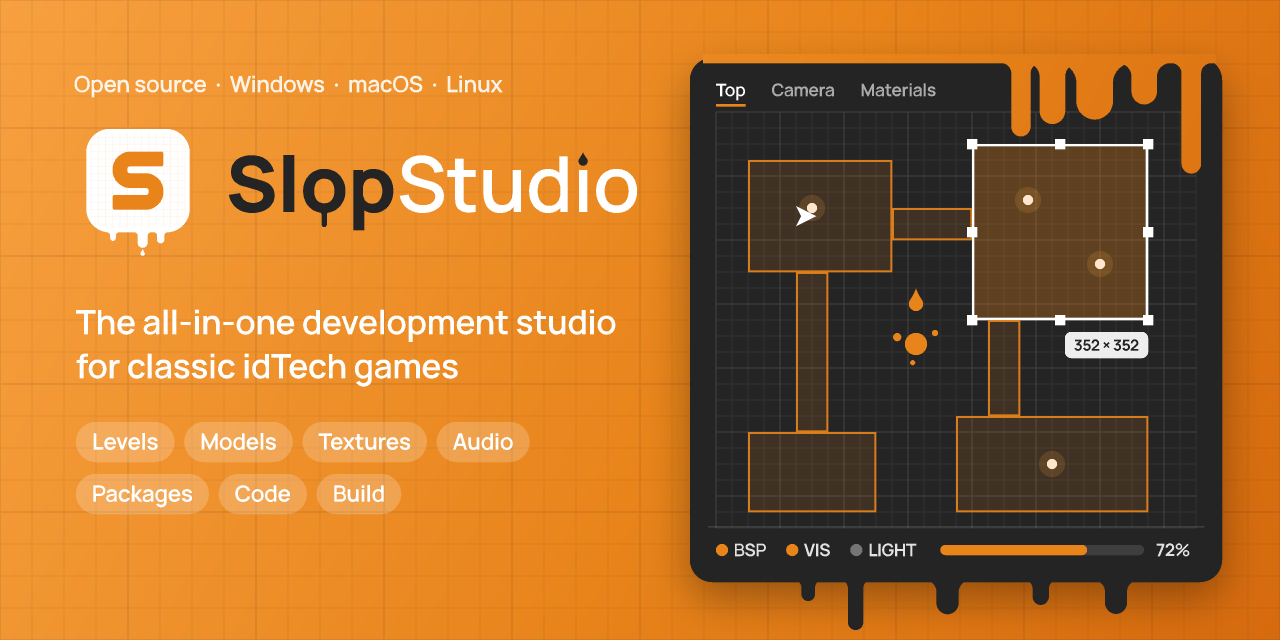 Open source · Windows · macOS · Linux
S
SlopStudio
The all-in-one development studio
for classic idTech games
Levels Models Textures Audio
Packages Code Build
Top Camera Materials
352 × 352
BSP VIS LIGHT 72%